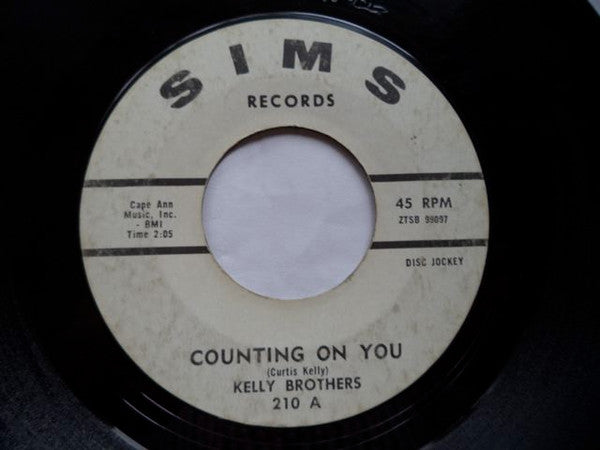 SIMS
RECORDS
Cape Ann
Music, Inc.
- BMI
Time 2:05
45 RPM
ZTSB 99097
DISC JOCKEY
COUNTING ON YOU
(Curtis Kelly)
KELLY BROTHERS
210 A